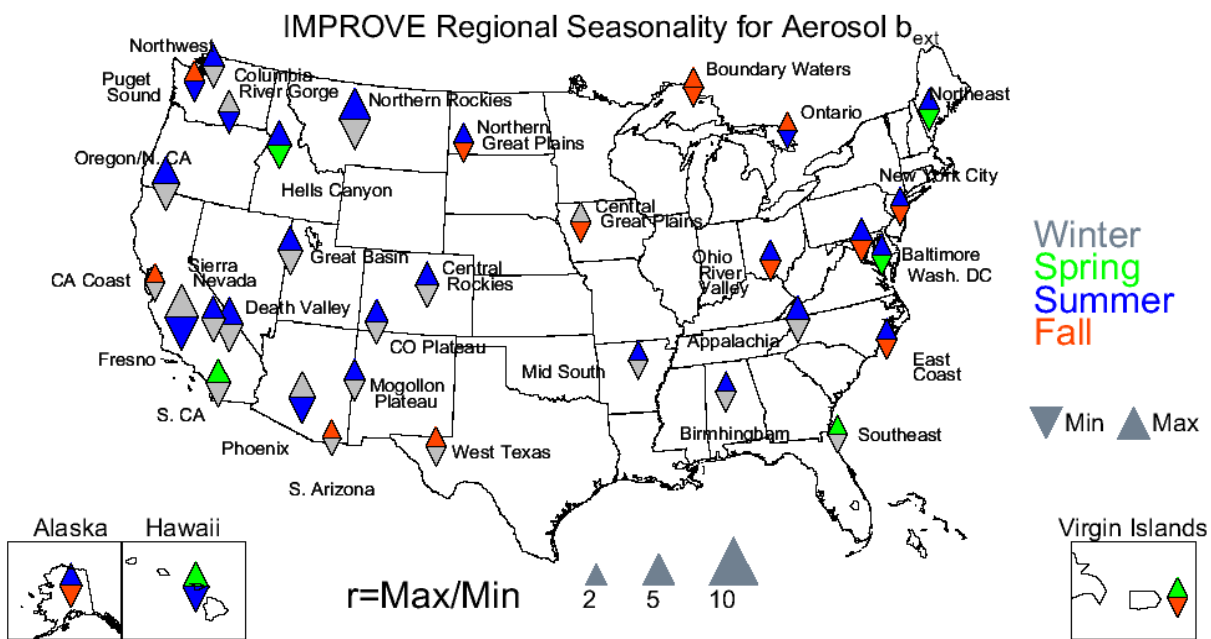 IMPROVE Regional Seasonality for Aerosol bext
Northwest
Puget
Sound
Columbia
River Gorge
Northern Rockies
Boundary Waters
Northeast
Ontario
Northern
Great Plains
Oregon/N. CA
Hells Canyon
New York City
Central
Great Plains
Winter
Spring
Summer
Fall
Great Basin
Ohio
River
Valley
Baltimore
Wash. DC
CA Coast
Sierra
Nevada
Central
Rockies
Death Valley
CO Plateau
Appalachia
Fresno
Mid South
East
Coast
Mogollon
Plateau
S. CA
Min
Max
Phoenix
West Texas
Birmhingham
Southeast
S. Arizona
Alaska
Hawaii
Virgin Islands
r=Max/Min
2
5
10